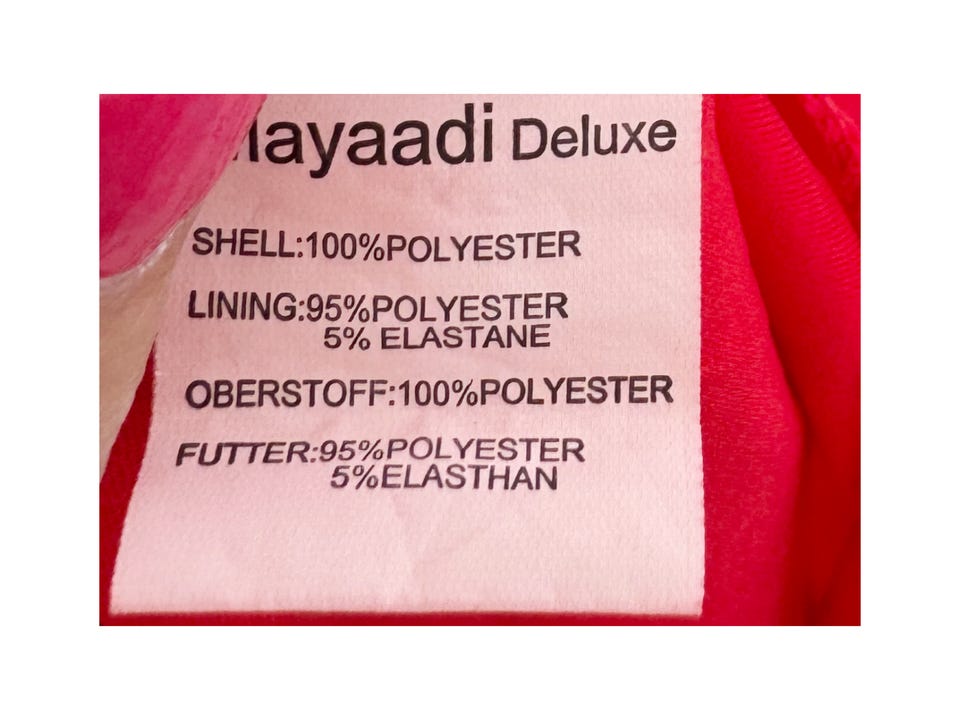 Deluxe
SHELL:100%POLYESTER
LINING:95%POLYESTER
5% ELASTANE
OBERSTOFF:100%POLYESTER
FUTTER:95%POLYESTER
5%ELASTHAN